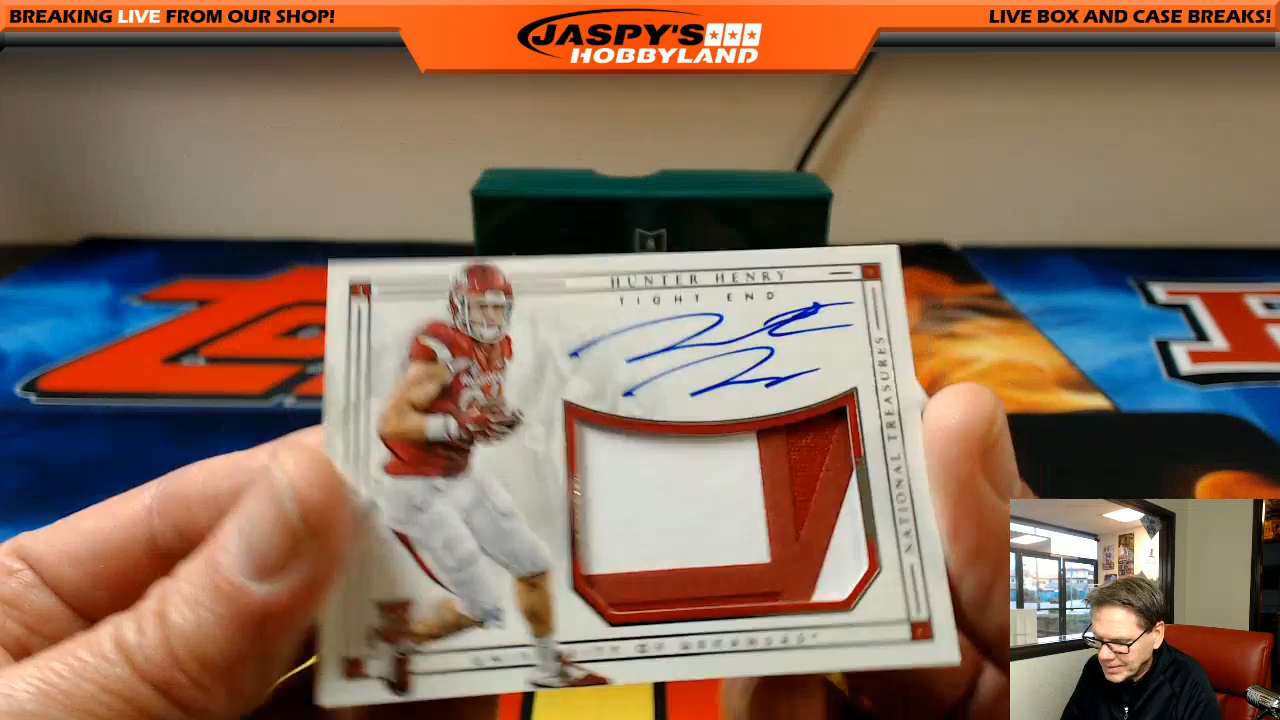 BREAKING LIVE FROM OUR SHOP!
JASPY'S
HOBBYLAND
LIVE BOX AND CASE BREAKS!
HUNTER HENRY
TIGHT END
NATIONAL TREASURES